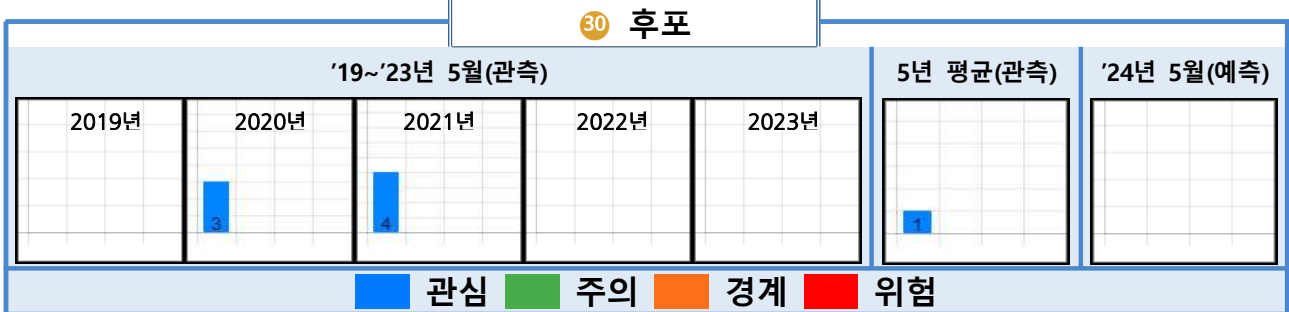 30 후포
’19~’23년 5월(관측) 5년 평균(관측) ’24년 5월(예측)
2019년 2020년 2021년 2022년 2023년
3 4 1
관심 주의 경계 위험